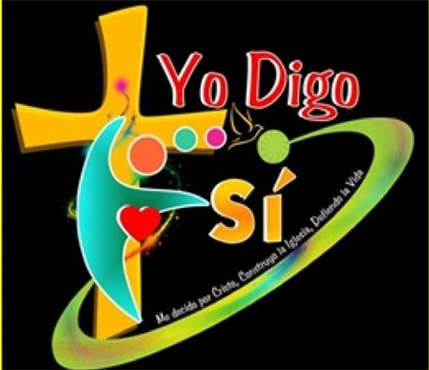 Yo Digo
Sí
Me decido por Cristo, Construyo la Iglesia, Defiendo la Vida